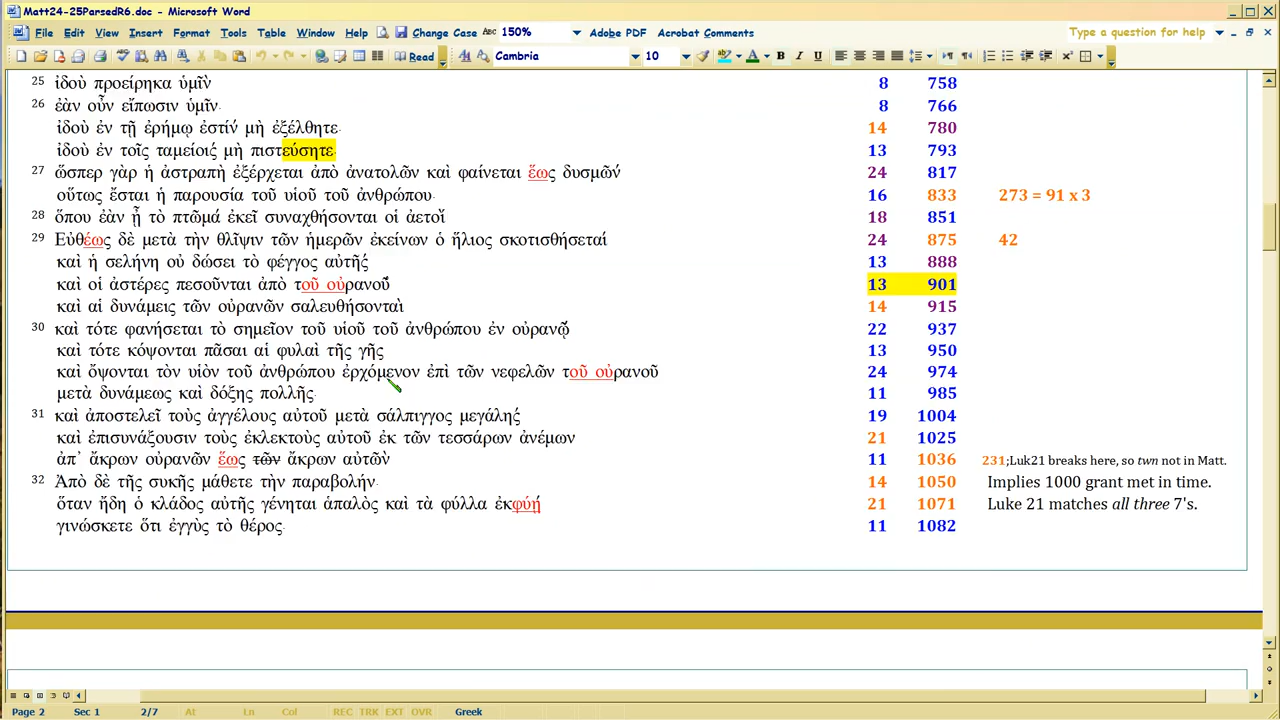 Matt24-25ParsedR6.doc - Microsoft Word
File Edit View Insert Format Tools Table Window Help Change Case 150% Adobe PDF Acrobat Comments Type a question for help
Read Cambria 10 B I U
25 ἰδοὺ προείρηκα ὑμῖν 8 758
26 ἐὰν οὖν εἴπωσιν ὑμῖν· 8 766
ἰδοὺ ἐν τῇ ἐρήμῳ ἐστίν μὴ ἐξέλθητε· 14 780
ἰδοὺ ἐν τοῖς ταμείοις μὴ πιστεύσητε· 13 793
27 ὥσπερ γὰρ ἡ ἀστραπὴ ἐξέρχεται ἀπὸ ἀνατολῶν καὶ φαίνεται ἕως δυσμῶν 24 817
οὕτως ἔσται ἡ παρουσία τοῦ υἱοῦ τοῦ ἀνθρώπου. 16 833 273 = 91 x 3
28 ὅπου ἐὰν ᾖ τὸ πτῶμα ἐκεῖ συναχθήσονται οἱ ἀετοί 18 851
29 Εὐθέως δὲ μετὰ τὴν θλῖψιν τῶν ἡμερῶν ἐκείνων ὁ ἥλιος σκοτισθήσεται 24 875 42
καὶ ἡ σελήνη οὐ δώσει τὸ φέγγος αὐτῆς 13 888
καὶ οἱ ἀστέρες πεσοῦνται ἀπὸ τοῦ οὐρανοῦ 13 901
καὶ αἱ δυνάμεις τῶν οὐρανῶν σαλευθήσονται 14 915
30 καὶ τότε φανήσεται τὸ σημεῖον τοῦ υἱοῦ τοῦ ἀνθρώπου ἐν οὐρανῷ 22 937
καὶ τότε κόψονται πᾶσαι αἱ φυλαὶ τῆς γῆς 13 950
καὶ ὄψονται τὸν υἱὸν τοῦ ἀνθρώπου ἐρχόμενον ἐπὶ τῶν νεφελῶν τοῦ οὐρανοῦ 24 974
μετὰ δυνάμεως καὶ δόξης πολλῆς· 11 985
31 καὶ ἀποστελεῖ τοὺς ἀγγέλους αὐτοῦ μετὰ σάλπιγγος μεγάλης 19 1004
καὶ ἐπισυνάξουσιν τοὺς ἐκλεκτοὺς αὐτοῦ ἐκ τῶν τεσσάρων ἀνέμων 21 1025
ἀπ᾽ ἄκρων οὐρανῶν ἕως τῶν ἄκρων αὐτῶν 11 1036 231;Luk21 breaks here, so twn not in Matt.
32 Ἀπὸ δὲ τῆς συκῆς μάθετε τὴν παραβολήν· 14 1050 Implies 1000 grant met in time.
ὅταν ἤδη ὁ κλάδος αὐτῆς γένηται ἁπαλὸς καὶ τὰ φύλλα ἐκφύῃ 21 1071 Luke 21 matches all three 7's.
γινώσκετε ὅτι ἐγγὺς τὸ θέρος· 11 1082
Page 2 Sec 1 2/7 At Ln Col REC TRK EXT OVR Greek